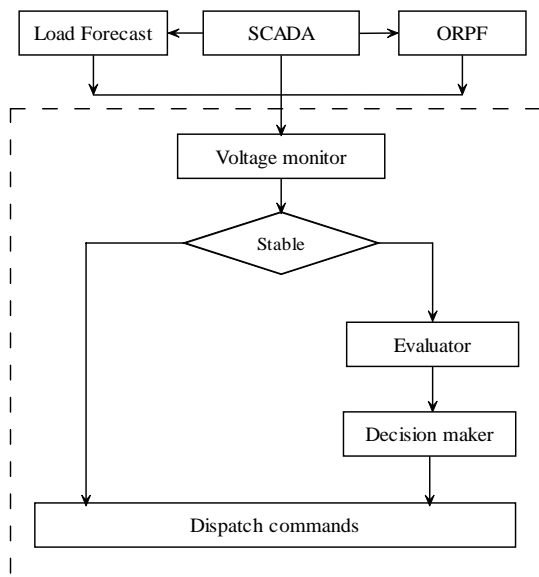 Load Forecast
SCADA
ORPF
Voltage monitor
Stable
Evaluator
Decision maker
Dispatch commands